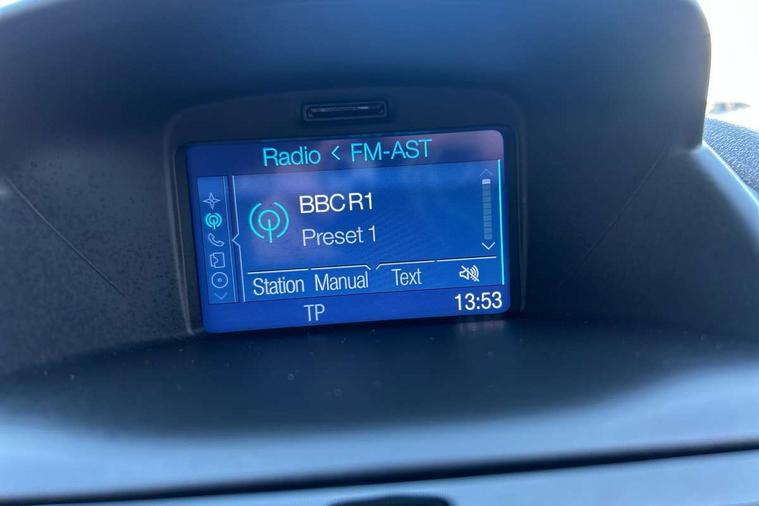 Radio < FM-AST
BBC R1
Preset 1
Station Manual Text
TP 13:53